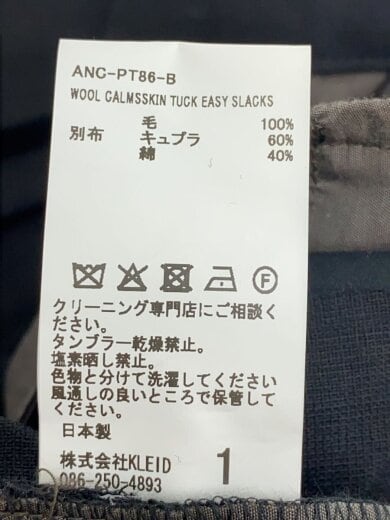 ANC-PT86-B
WOOL CALMSSKIN TUCK EASY SLACKS
毛 100%
別布 キュプラ 60%
綿 40%
F
クリーニング専門店にご相談く
ださい。
タンブラー乾燥禁止。
塩素晒し禁止。
色物と分けて洗濯してください
風通しの良いところで保管して
ください。
日本製
株式会社KLEID 1
086-250-4893